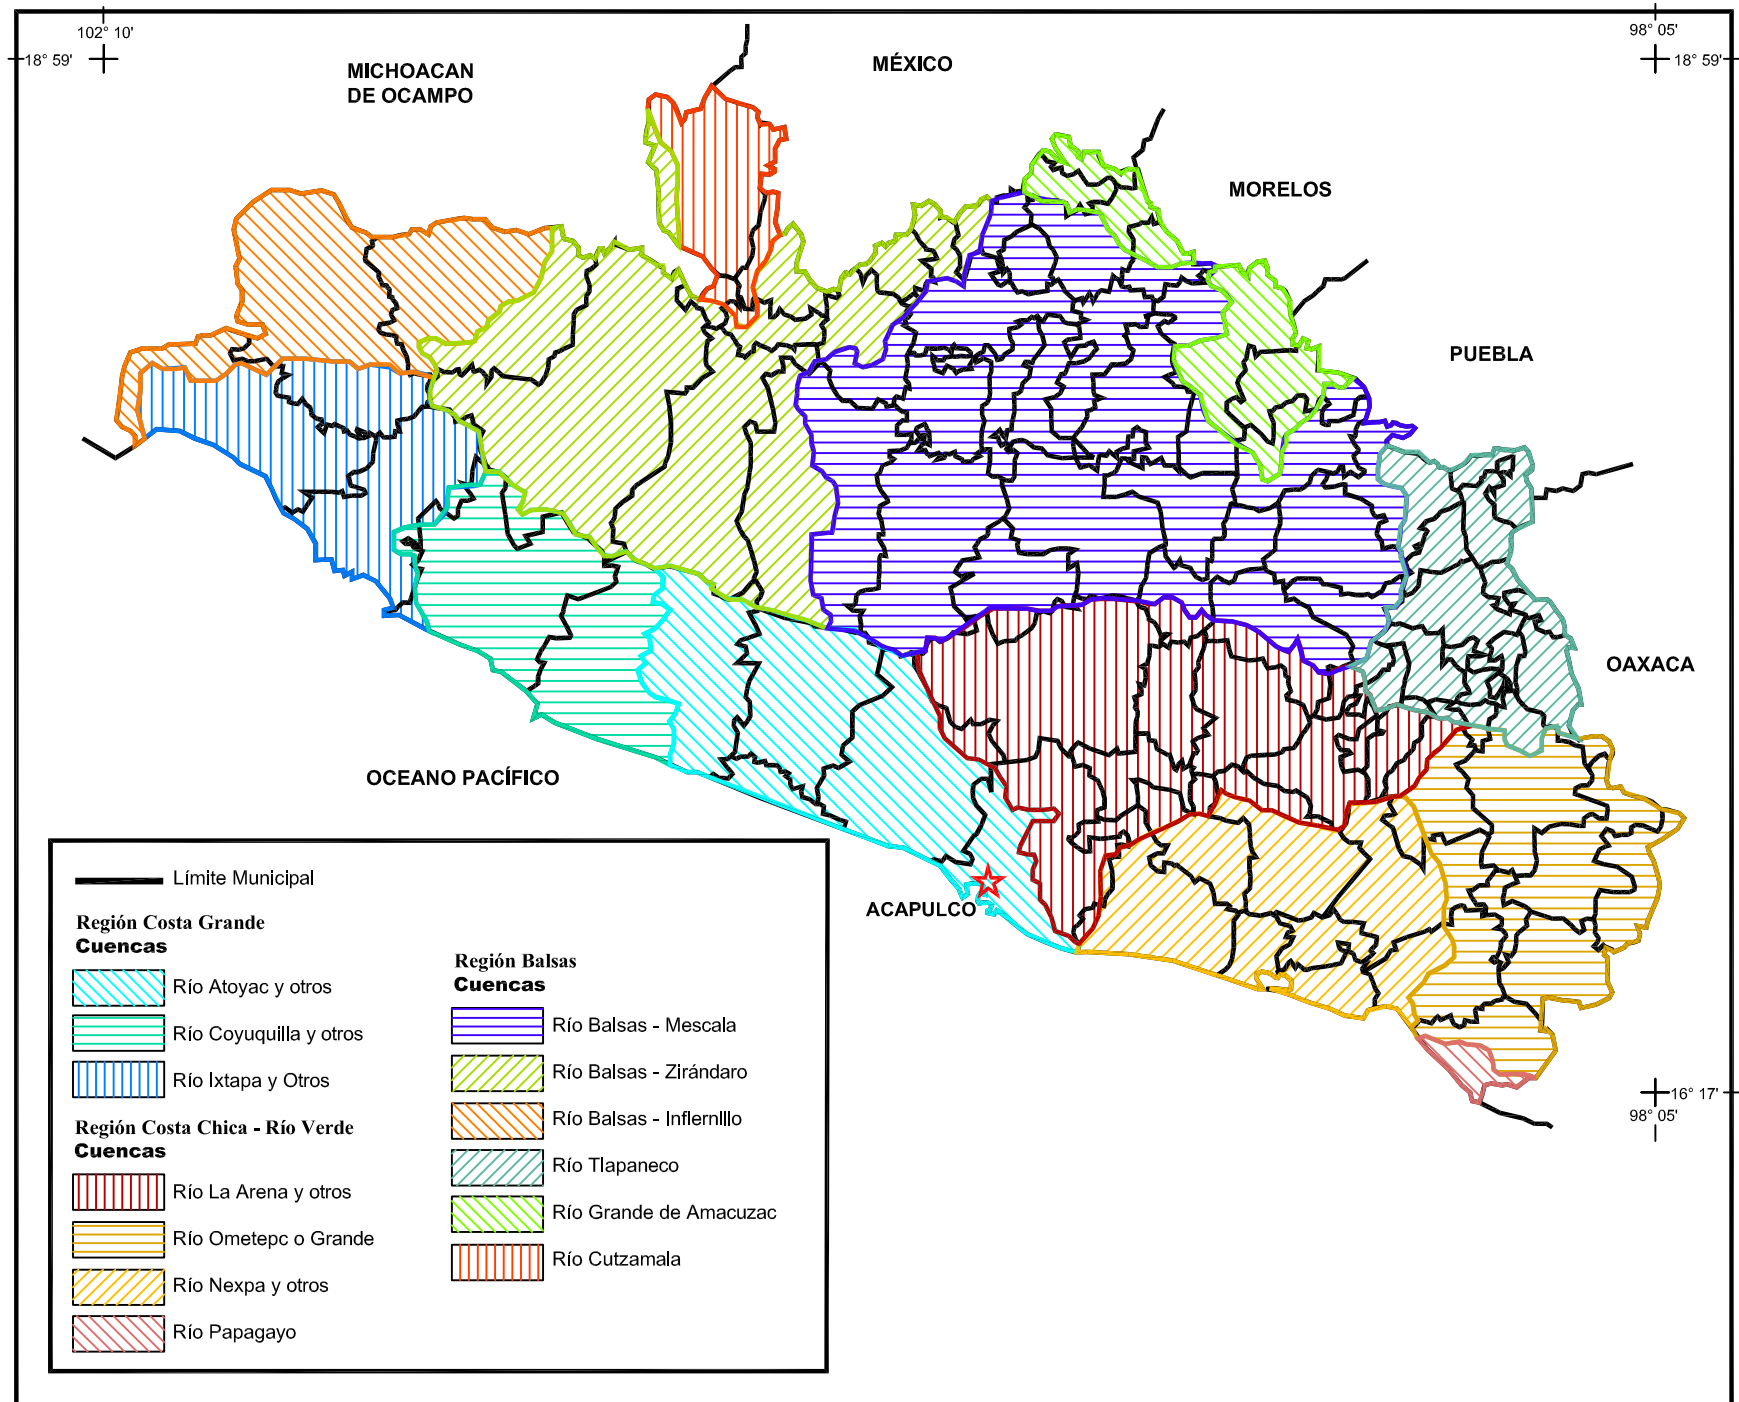 102° 10'
98° 05'
18° 59'
18° 59'
MICHOACAN
DE OCAMPO
MÉXICO
MORELOS
PUEBLA
OAXACA
OCEANO PACÍFICO
ACAPULCO
16° 17'
98° 05'
Límite Municipal
Región Costa Grande
Cuencas
Río Atoyac y otros
Río Coyuquilla y otros
Río Ixtapa y Otros
Región Costa Chica - Río Verde
Cuencas
Río La Arena y otros
Río Ometepc o Grande
Río Nexpa y otros
Río Papagayo
Región Balsas
Cuencas
Río Balsas - Mescala
Río Balsas - Zirándaro
Río Balsas - Infiernillo
Río Tlapaneco
Río Grande de Amacuzac
Río Cutzamala